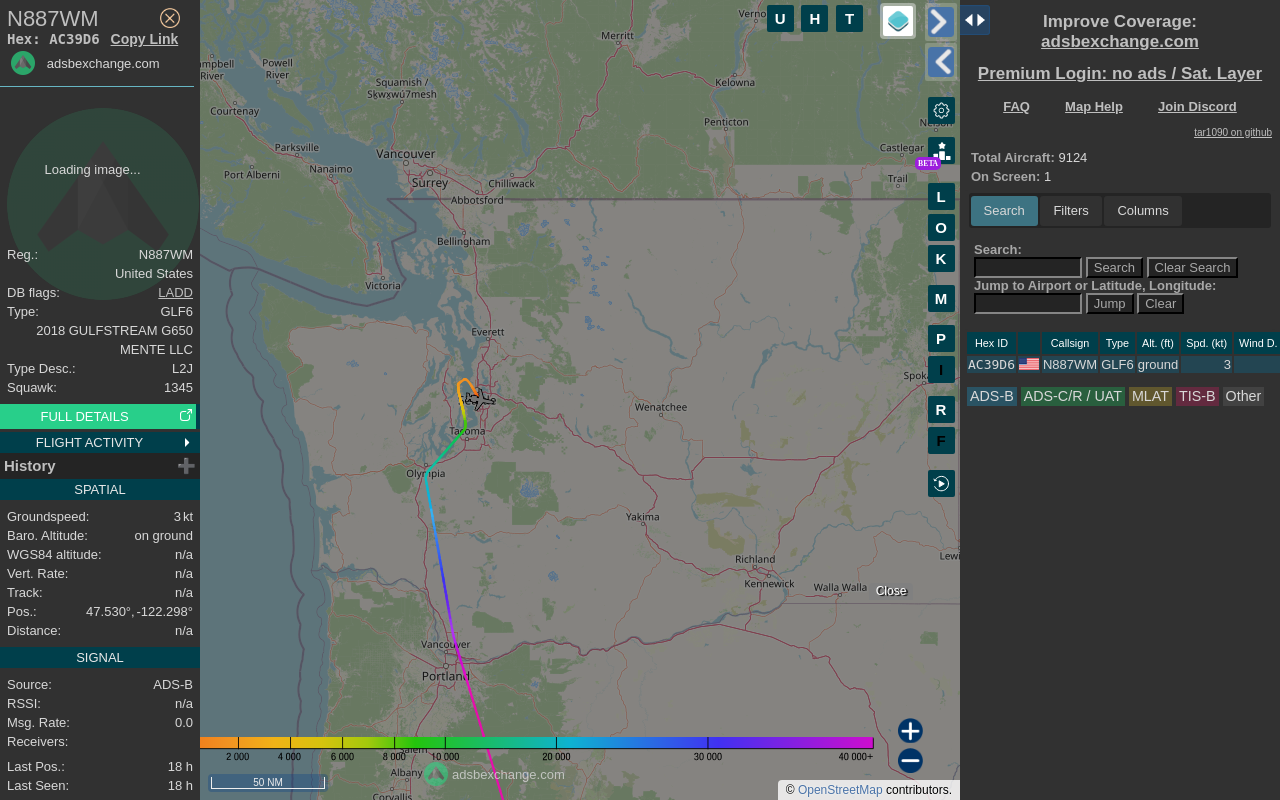 N887WM
Hex: AC39D6 Copy Link
adsbexchange.com
Loading image...
Reg.: N887WM
United States
DB flags: LADD
Type: GLF6
2018 GULFSTREAM G650
MENTE LLC
Type Desc.: L2J
Squawk: 1345
FULL DETAILS
FLIGHT ACTIVITY
History
SPATIAL
Groundspeed: 3 kt
Baro. Altitude: on ground
WGS84 altitude: n/a
Vert. Rate: n/a
Track: n/a
Pos.: 47.530°, -122.298°
Distance: n/a
SIGNAL
Source: ADS-B
RSSI: n/a
Msg. Rate: 0.0
Receivers:
Last Pos.: 18 h
Last Seen: 18 h
U H T
L
O
K
M
P
I
R
F
BETA
Merritt
Powell
River
River
Squamish /
Sḵwx̱wú7mesh
Kelowna
Courtenay
Penticton
Parksville
Vancouver
Castlegar
Nanaimo
Port Alberni
Surrey
Chilliwack
Trail
Abbotsford
Bellingham
Victoria
Everett
Wenatchee
Tacoma
Olympia
Yakima
Richland
Kennewick
Walla Walla
Close
Vancouver
Portland
Salem
Albany
Corvallis
2 000 4 000 6 000 8 000 10 000 20 000 30 000 40 000+
adsbexchange.com
50 NM
© OpenStreetMap contributors.
Improve Coverage:
adsbexchange.com
Premium Login: no ads / Sat. Layer
FAQ Map Help Join Discord
tar1090 on github
Total Aircraft: 9124
On Screen: 1
Search Filters Columns
Search:
Search Clear Search
Jump to Airport or Latitude, Longitude:
Jump Clear
Hex ID Callsign Type Alt. (ft) Spd. (kt) Wind D.
AC39D6 N887WM GLF6 ground 3
ADS-B ADS-C/R / UAT MLAT TIS-B Other